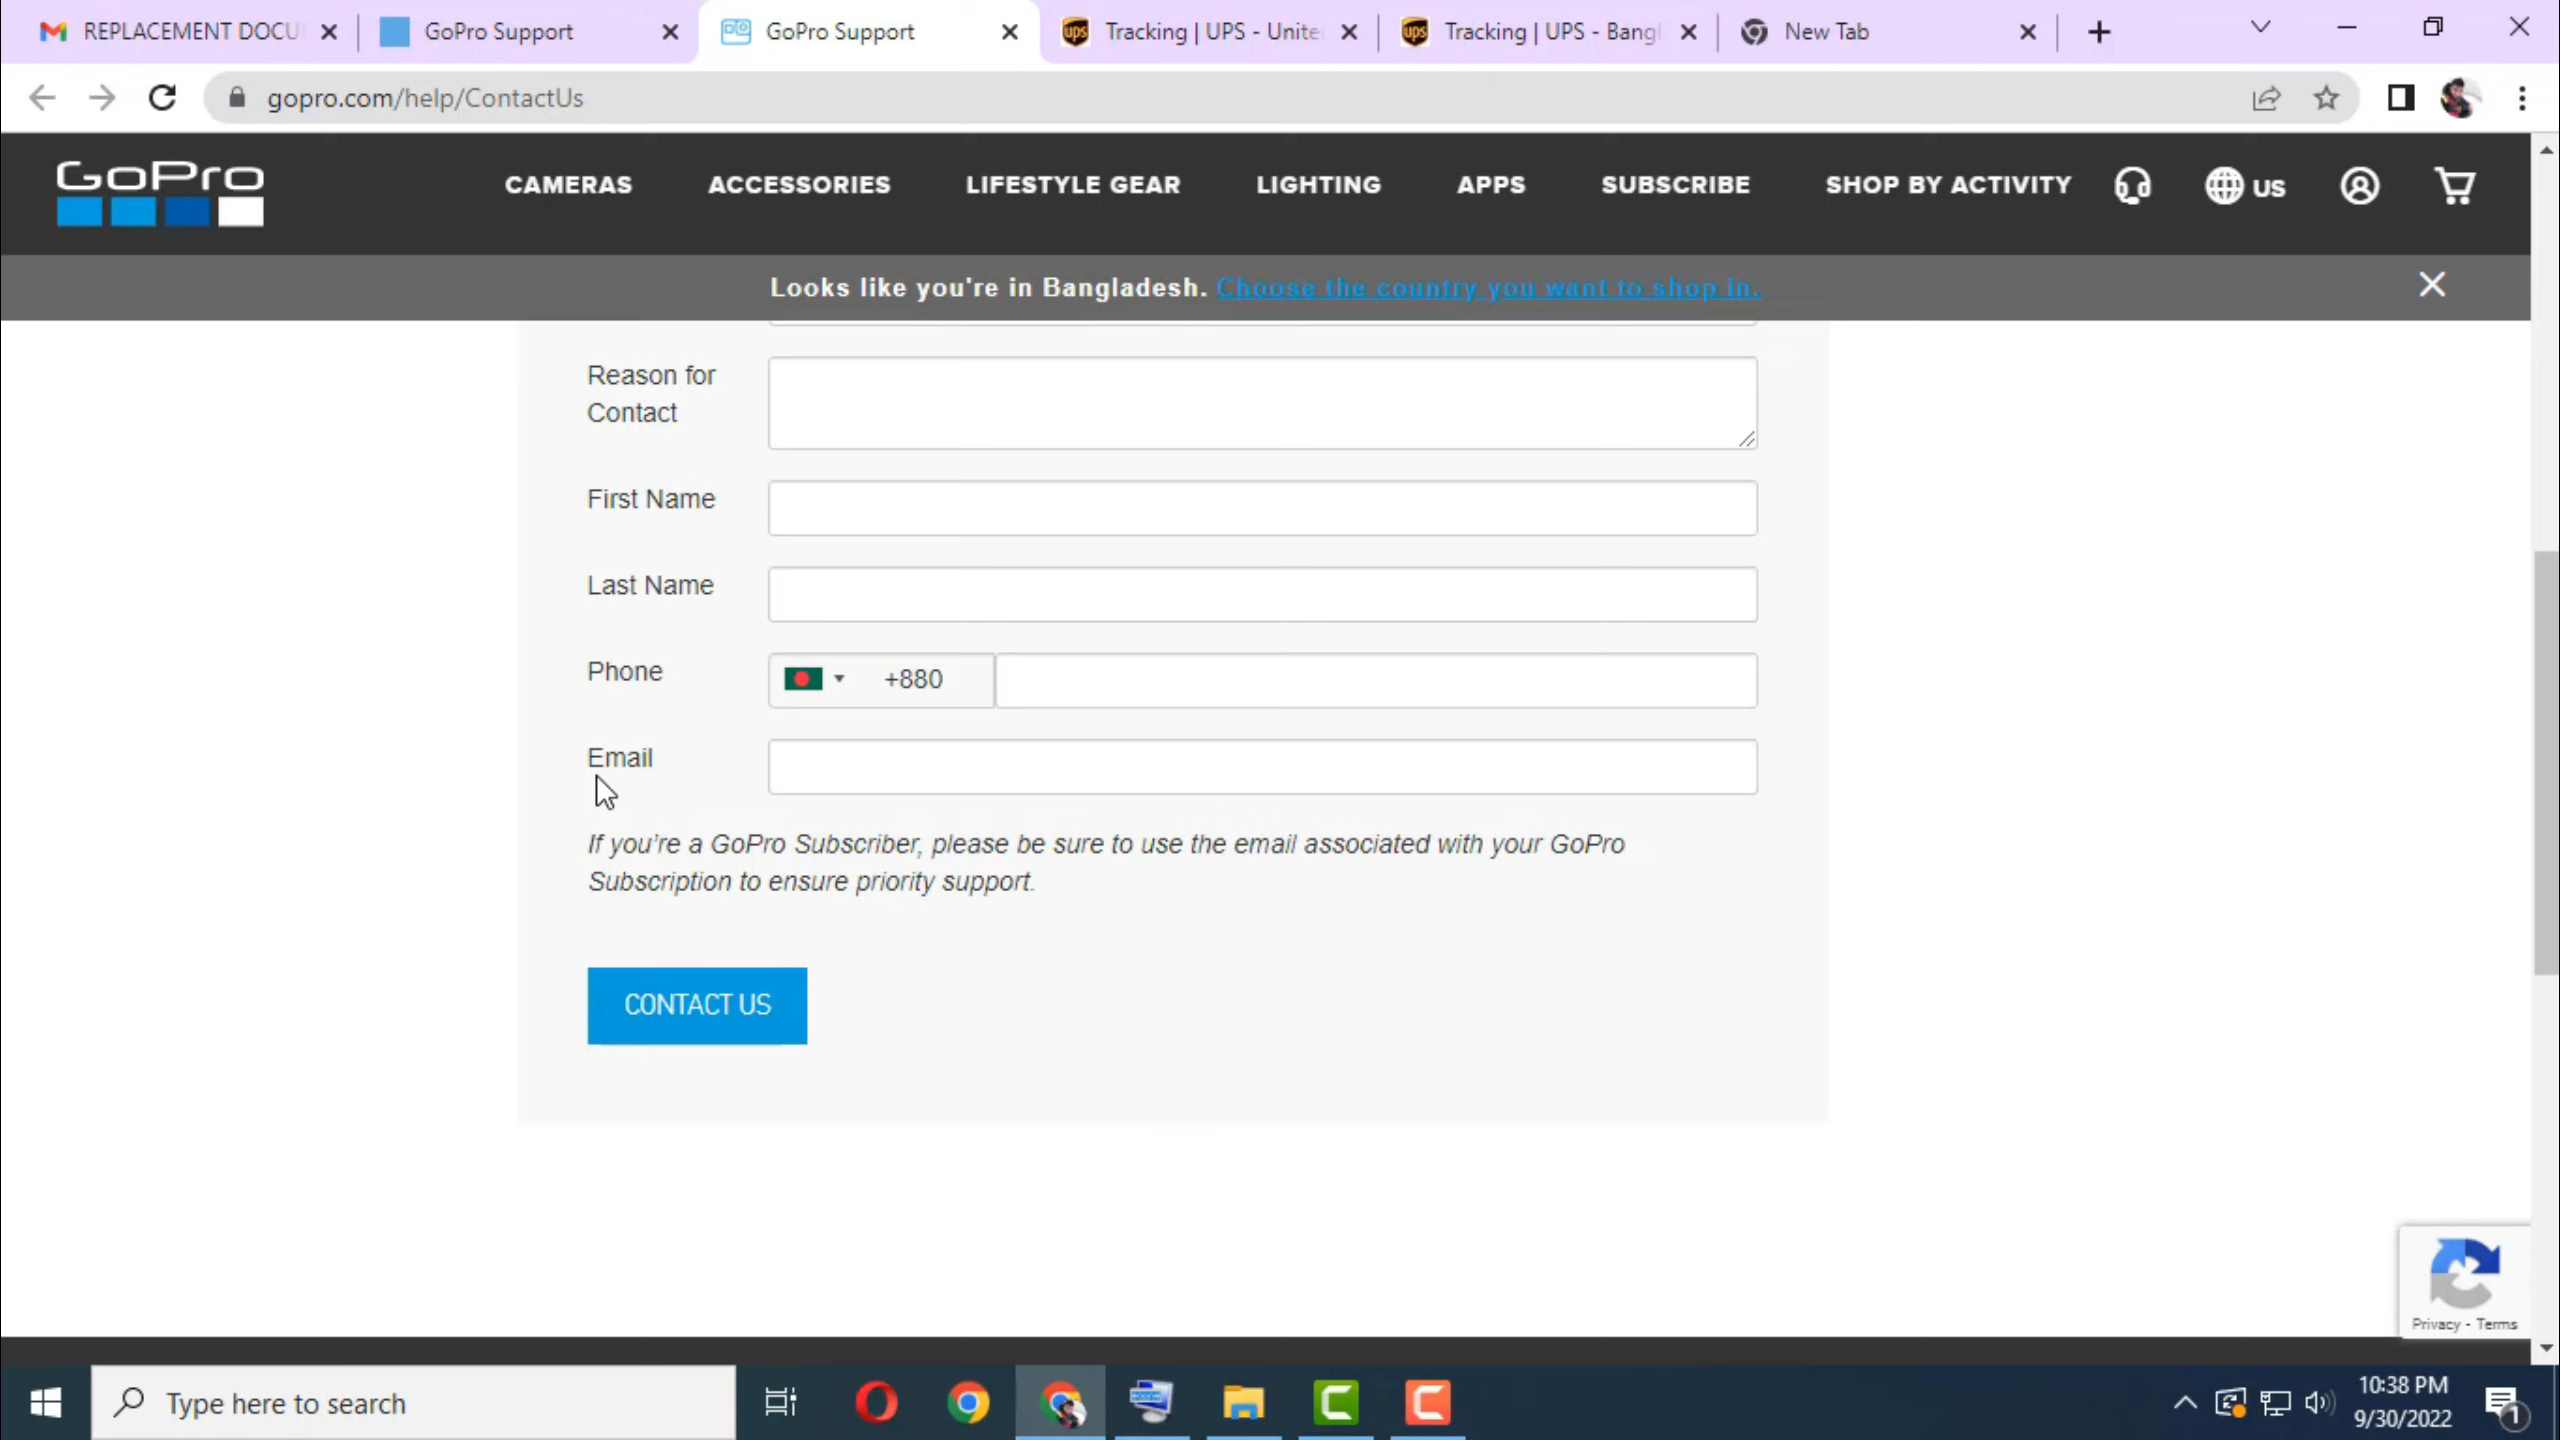 REPLACEMENT DOCU
GoPro Support
GoPro Support
Tracking | UPS - Unite
Tracking | UPS - Bangl
New Tab
gopro.com/help/ContactUs
GoPro
CAMERAS
ACCESSORIES
LIFESTYLE GEAR
LIGHTING
APPS
SUBSCRIBE
SHOP BY ACTIVITY
US
Looks like you're in Bangladesh. Choose the country you want to shop in.
Reason for
Contact
First Name
Last Name
Phone
+880
Email
If you're a GoPro Subscriber, please be sure to use the email associated with your GoPro
Subscription to ensure priority support.
CONTACT US
Privacy - Terms
Type here to search
10:38 PM
9/30/2022
1